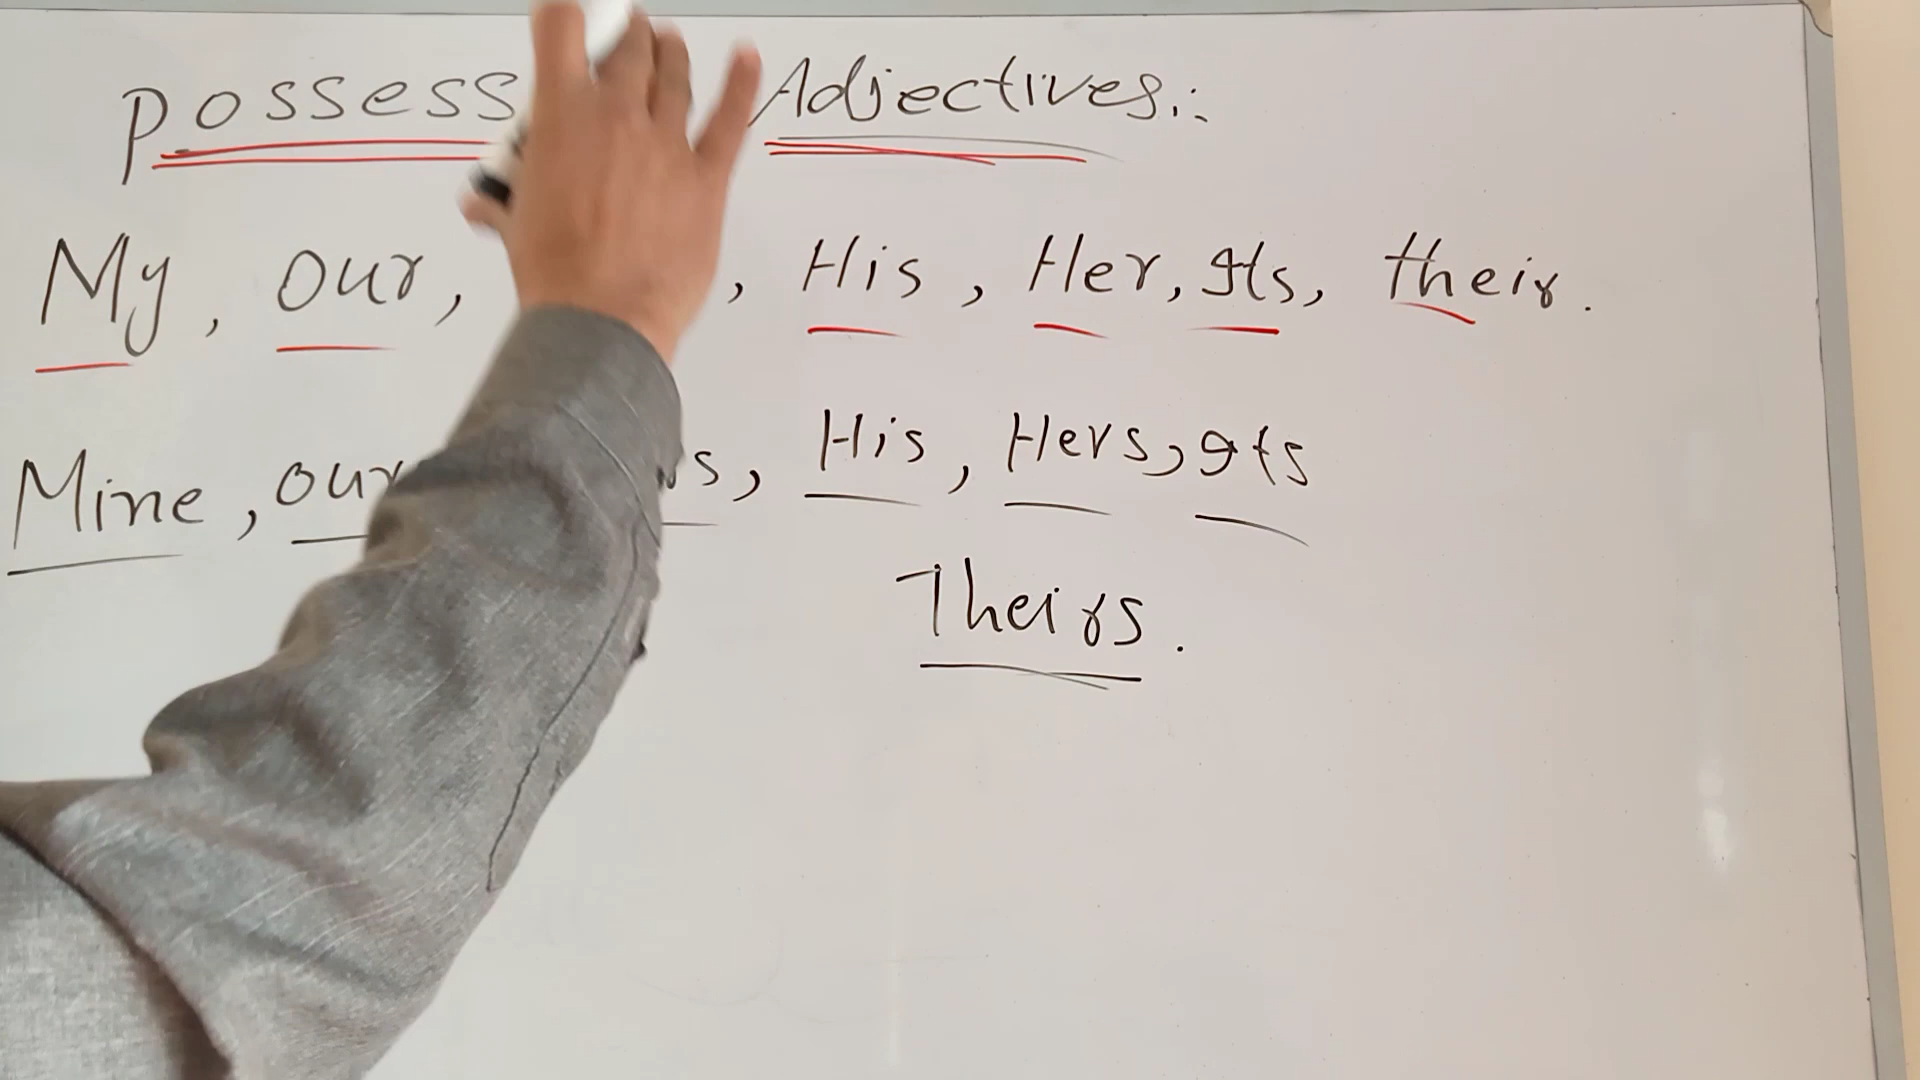 Possess Adjectives:
My, our, , His, Her, Its, their.
Mine, our s, His, Hers, Its
Theirs.